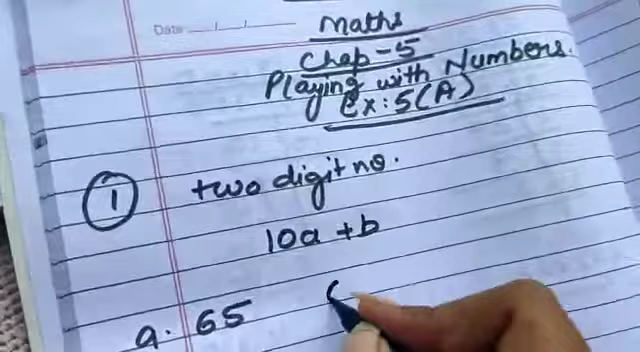 Maths
Date
Chap - 5
Playing with Numbers.
Ex: 5(A)
1 two digit no.
10a + b
a. 65